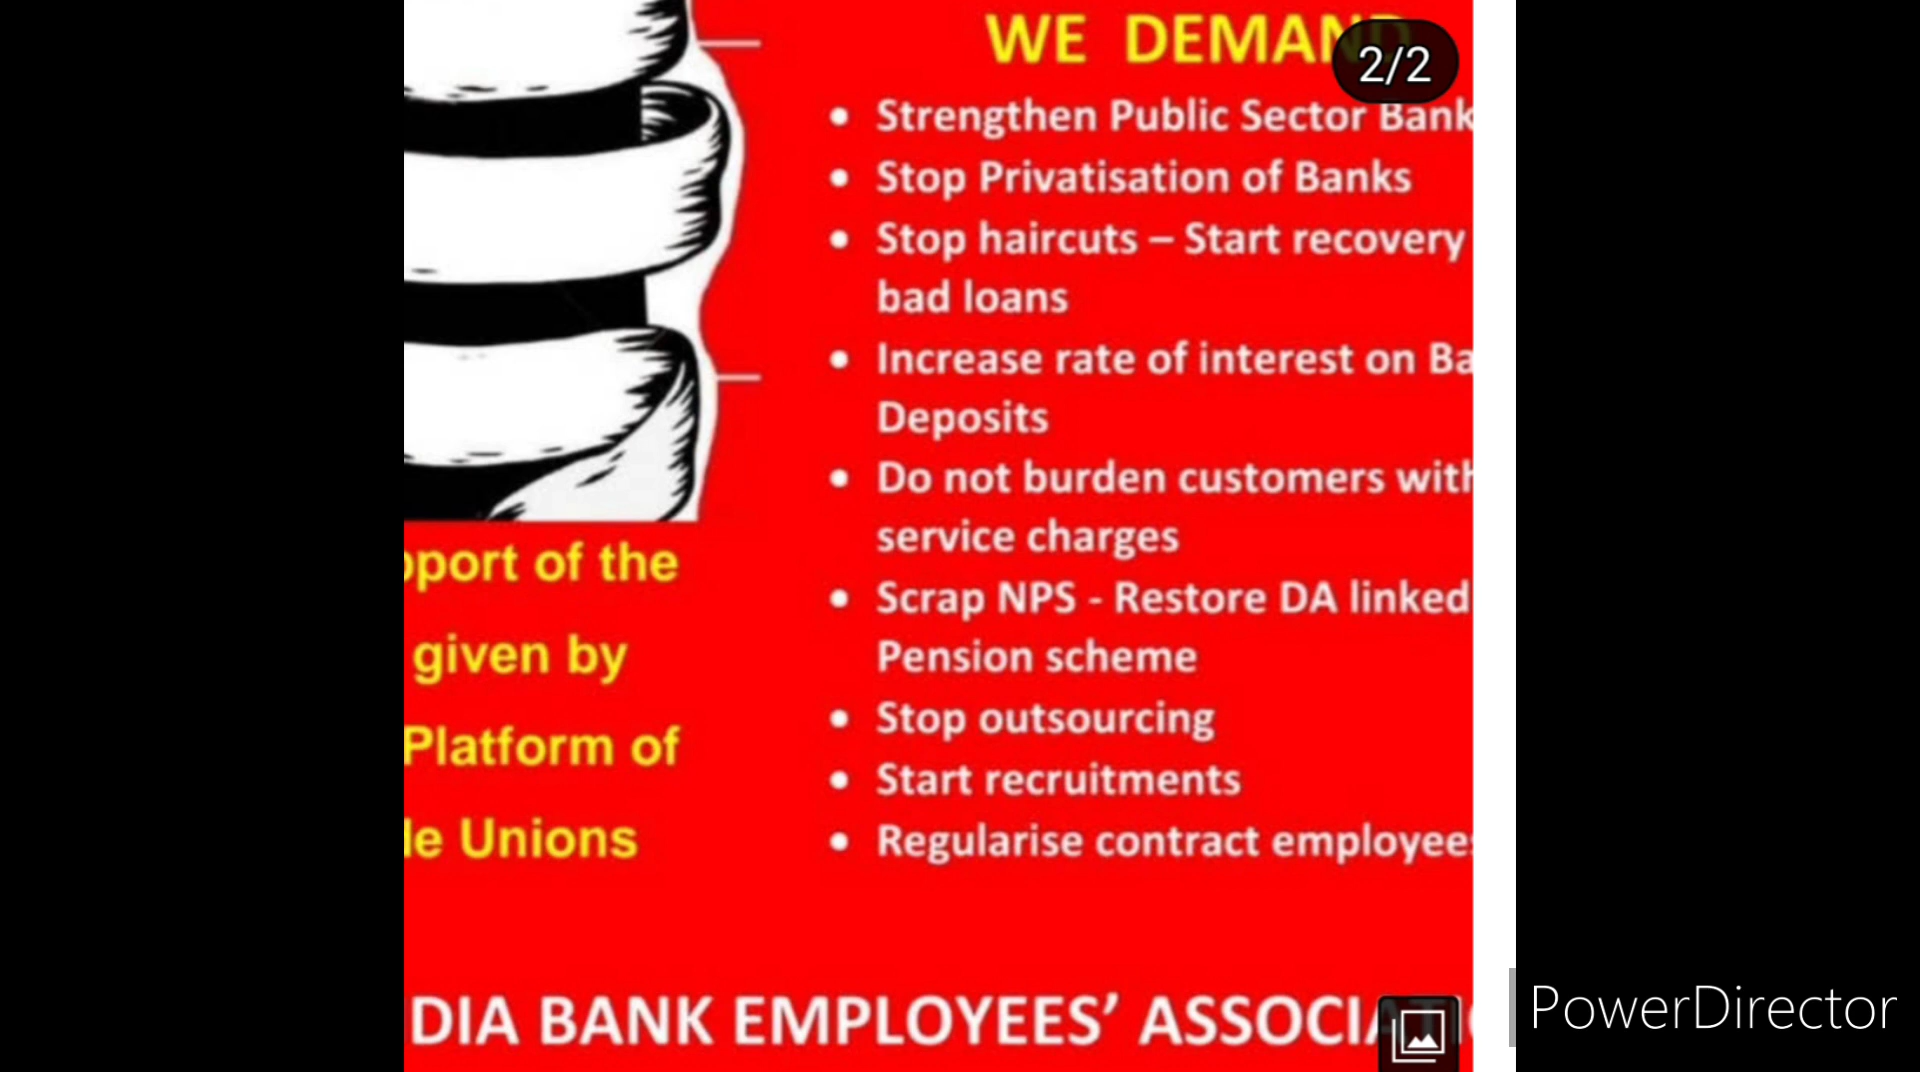 WE DEMAND
2/2
Strengthen Public Sector Bank
Stop Privatisation of Banks
Stop haircuts – Start recovery
bad loans
Increase rate of interest on Ba
Deposits
Do not burden customers with
service charges
Scrap NPS - Restore DA linked
Pension scheme
Stop outsourcing
Start recruitments
Regularise contract employees
pport of the
given by
Platform of
le Unions
DIA BANK EMPLOYEES’ ASSOCIATIO
PowerDirector